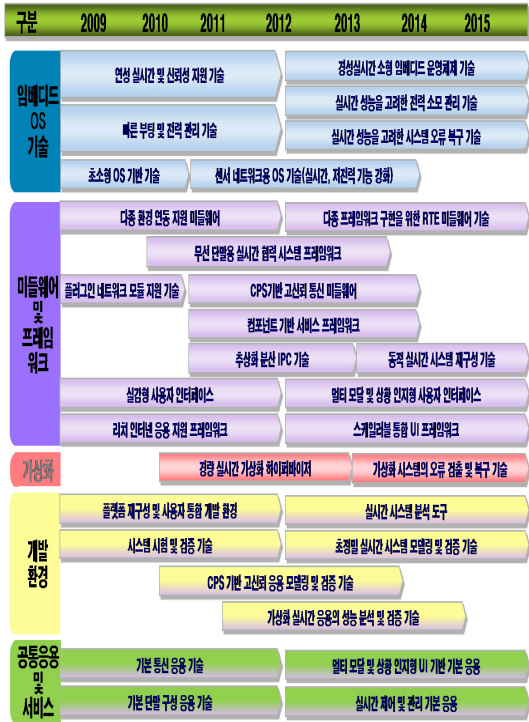 구분 2009 2010 2011 2012 2013 2014 2015
임베디드
OS
기술
연성 실시간 및 신뢰성 지원 기술
경성실시간 소형 임베디드 운영체제 기술
실시간 성능을 고려한 전력 소모 관리 기술
빠른 부팅 및 전력 관리 기술
실시간 성능을 고려한 시스템 오류 복구 기술
초소형 OS 기반 기술
센서 네트워크용 OS 기술(실시간, 저전력 기능 강화)
미들웨어
및
프레임
워크
다중 환경 연동 지원 미들웨어
다중 프레임워크 구현을 위한 RTE 미들웨어 기술
무선 단말용 실시간 협력 시스템 프레임워크
플러그인 네트워크 모듈 지원 기술
CPS기반 고신뢰 통신 미들웨어
컴포넌트 기반 서비스 프레임워크
추상화 분산 IPC 기술
동적 실시간 시스템 재구성 기술
실감형 사용자 인터페이스
멀티 모달 및 상황 인지형 사용자 인터페이스
리치 인터넷 응용 지원 프레임워크
스케일러블 통합 UI 프레임워크
가상화
경량 실시간 가상화 하이퍼바이저
가상화 시스템의 오류 검출 및 복구 기술
개발
환경
플랫폼 재구성 및 사용자 통합 개발 환경
실시간 시스템 분석 도구
시스템 시험 및 검증 기술
초정밀 실시간 시스템 모델링 및 검증 기술
CPS 기반 고신뢰 응용 모델링 및 검증 기술
가상화 실시간 응용의 성능 분석 및 검증 기술
공통응용
및
서비스
기본 통신 응용 기술
멀티 모달 및 상황 인지형 UI 기반 기본 응용
기본 단말 구성 응용 기술
실시간 제어 및 관리 기본 응용